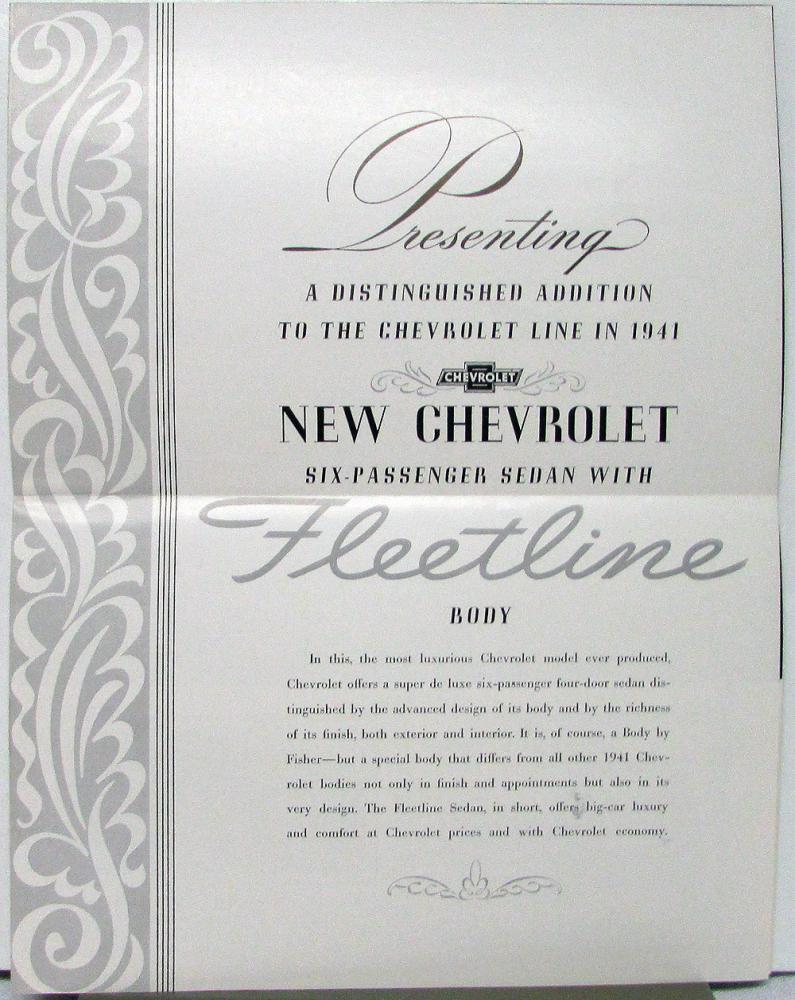 Presenting
A DISTINGUISHED ADDITION
TO THE CHEVROLET LINE IN 1941
CHEVROLET
NEW CHEVROLET
SIX-PASSENGER SEDAN WITH
Fleetline
BODY
In this, the most luxurious Chevrolet model ever produced,
Chevrolet offers a super de luxe six-passenger four-door sedan dis-
tinguished by the advanced design of its body and by the richness
of its finish, both exterior and interior. It is, of course, a Body by
Fisher—but a special body that differs from all other 1941 Chev-
rolet bodies not only in finish and appointments but also in its
very design. The Fleetline Sedan, in short, offers big-car luxury
and comfort at Chevrolet prices and with Chevrolet economy.